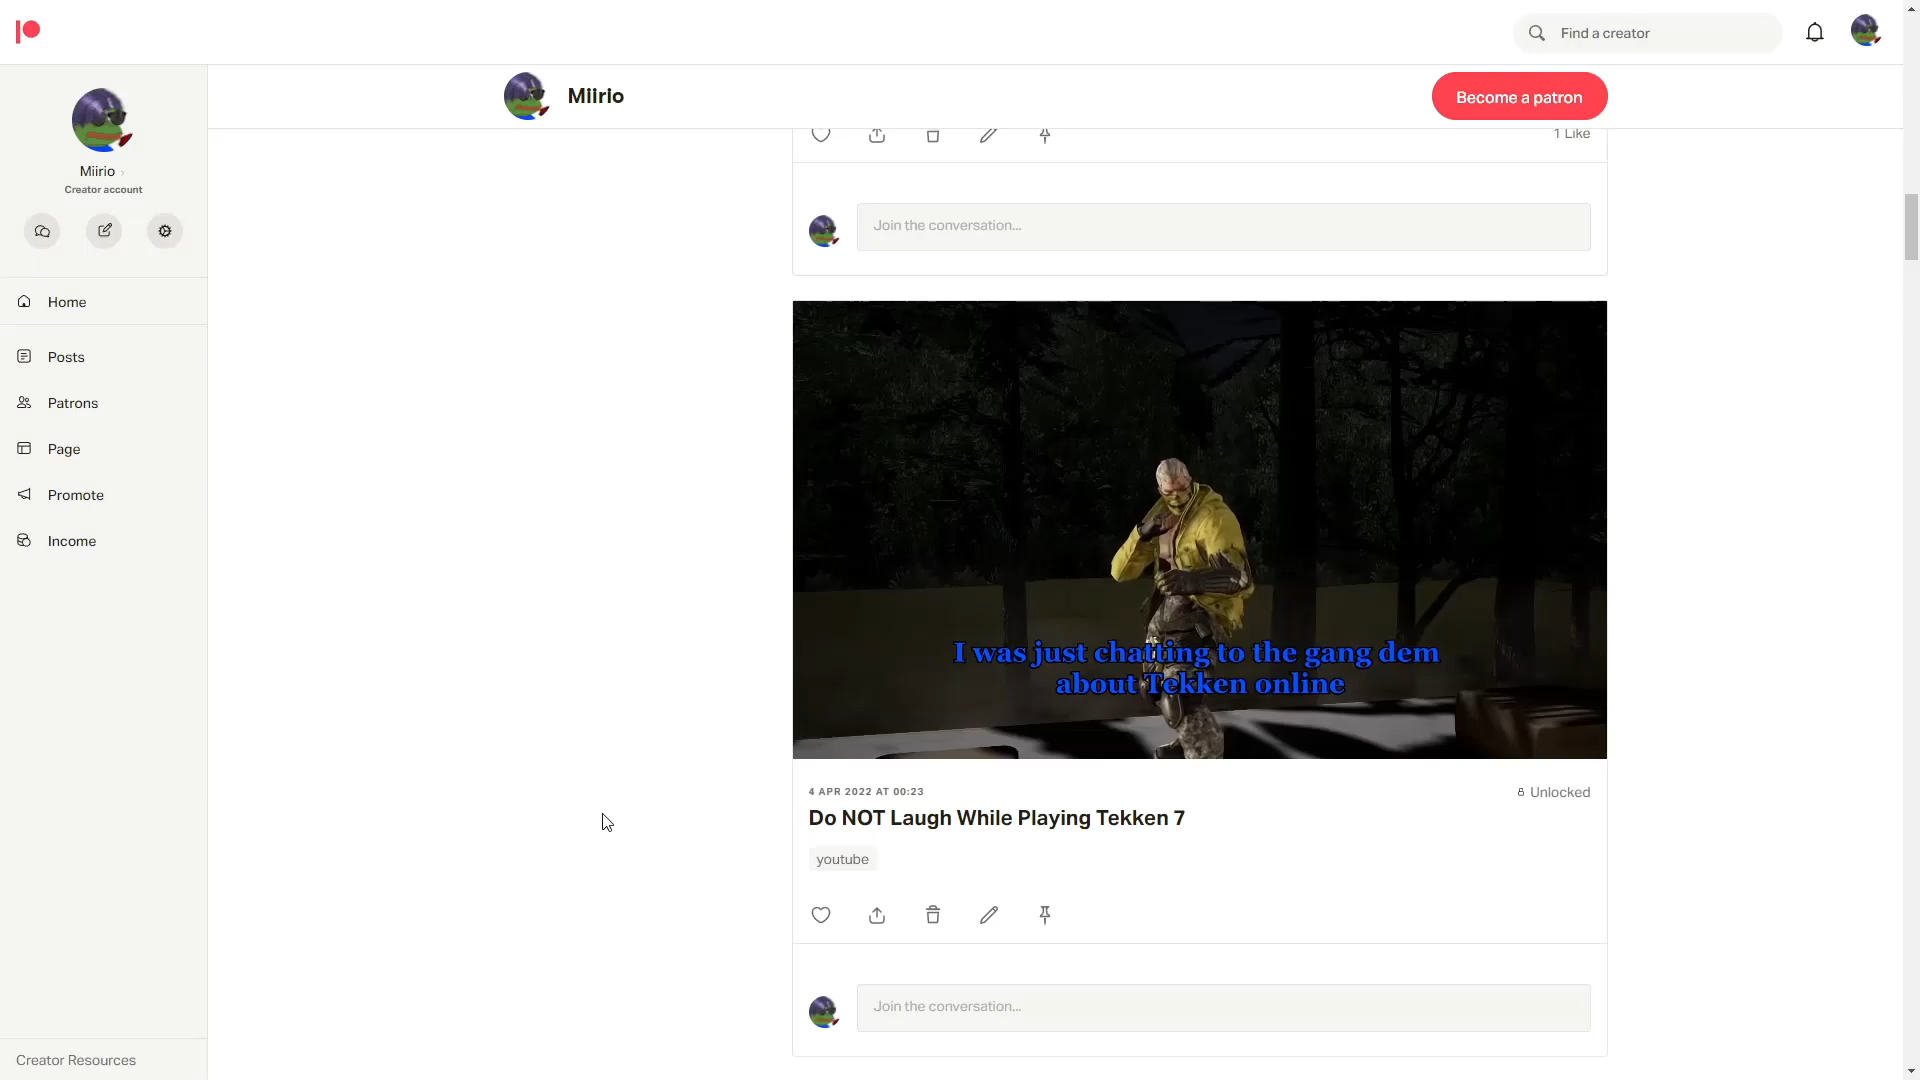 Find a creator
Miirio
Become a patron
Miirio
Creator account
1 Like
Join the conversation...
Home
Posts
Patrons
Page
Promote
Income
I was just chatting to the gang dem
about Tekken online
4 APR 2022 AT 00:23
Unlocked
Do NOT Laugh While Playing Tekken 7
youtube
Join the conversation...
Creator Resources